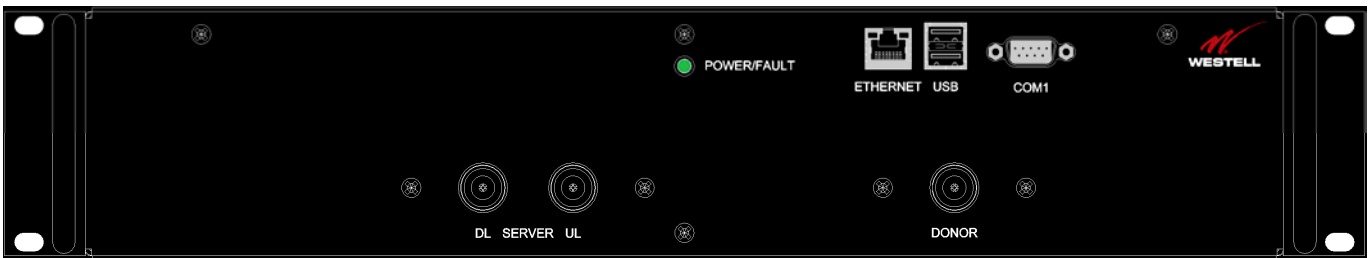 POWER/FAULT
ETHERNET USB COM1
WESTELL
DL SERVER UL
DONOR